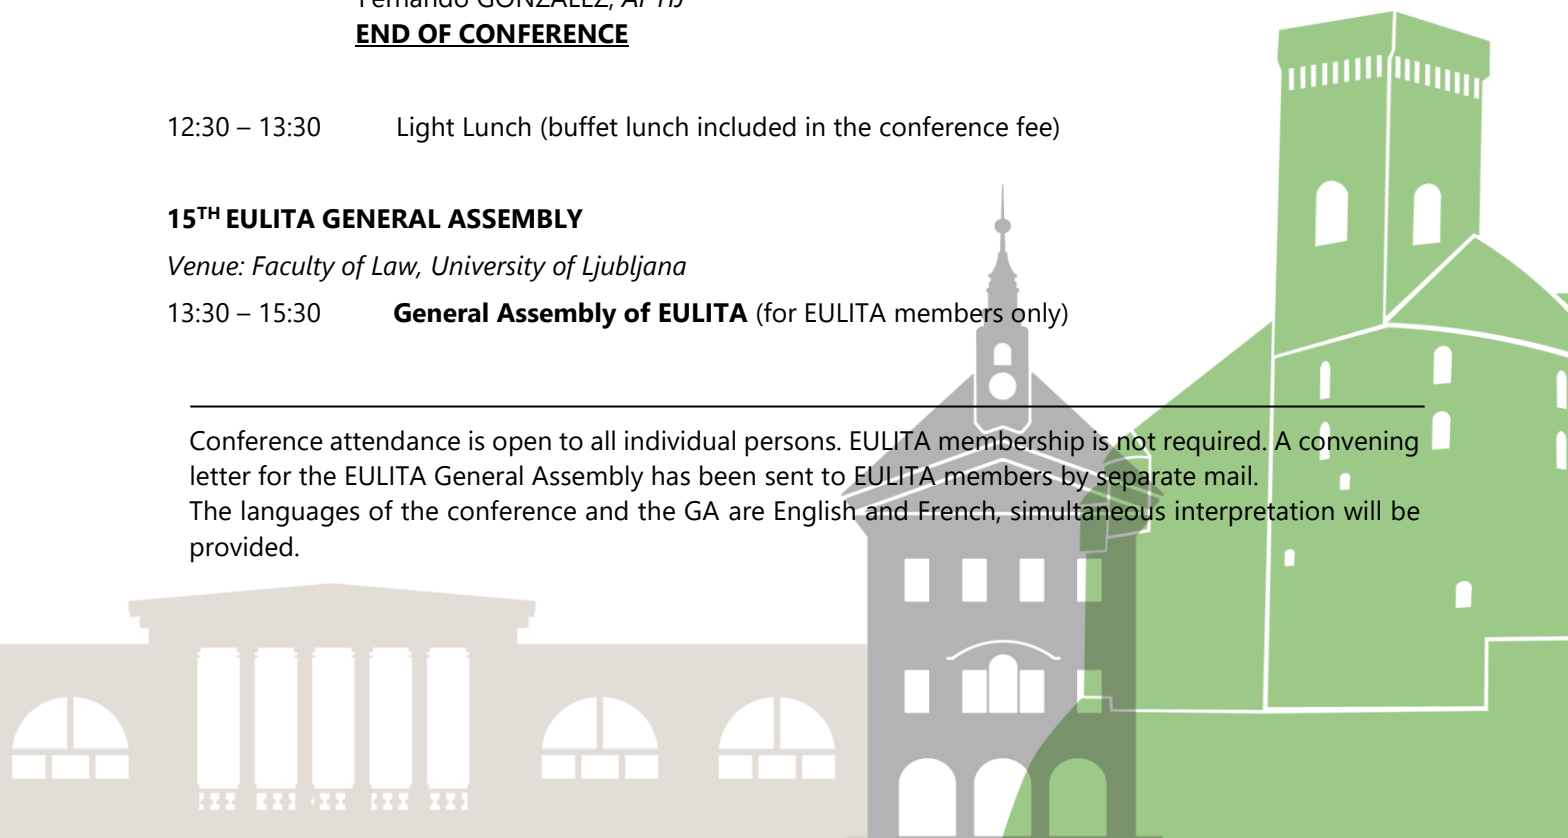 Fernando GONZÁLEZ, APTIJ
END OF CONFERENCE
12:30 – 13:30 Light Lunch (buffet lunch included in the conference fee)
15TH EULITA GENERAL ASSEMBLY
Venue: Faculty of Law, University of Ljubljana
13:30 – 15:30 General Assembly of EULITA (for EULITA members only)
Conference attendance is open to all individual persons. EULITA membership is not required. A convening
letter for the EULITA General Assembly has been sent to EULITA members by separate mail.
The languages of the conference and the GA are English and French, simultaneous interpretation will be
provided.